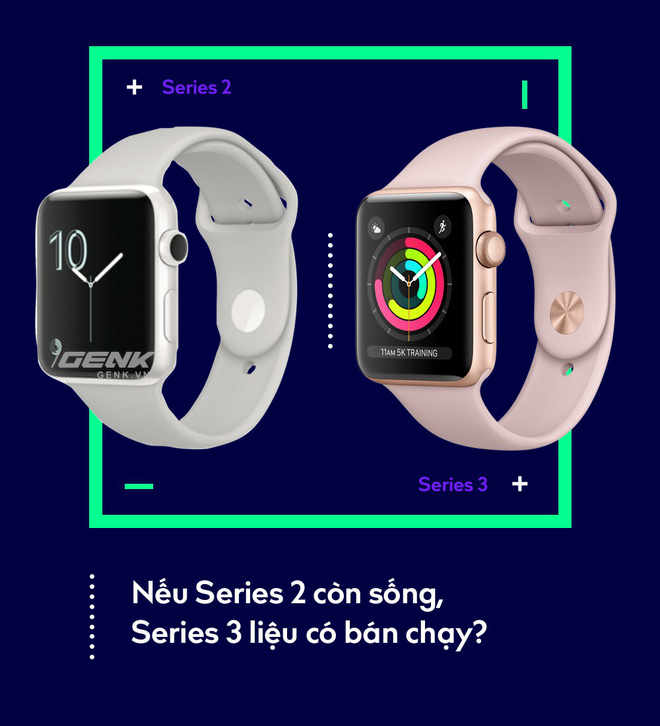 + Series 2
10
GENK
GENK.VN
11AM 5K TRAINING
Series 3 +
Nếu Series 2 còn sống,
Series 3 liệu có bán chạy?